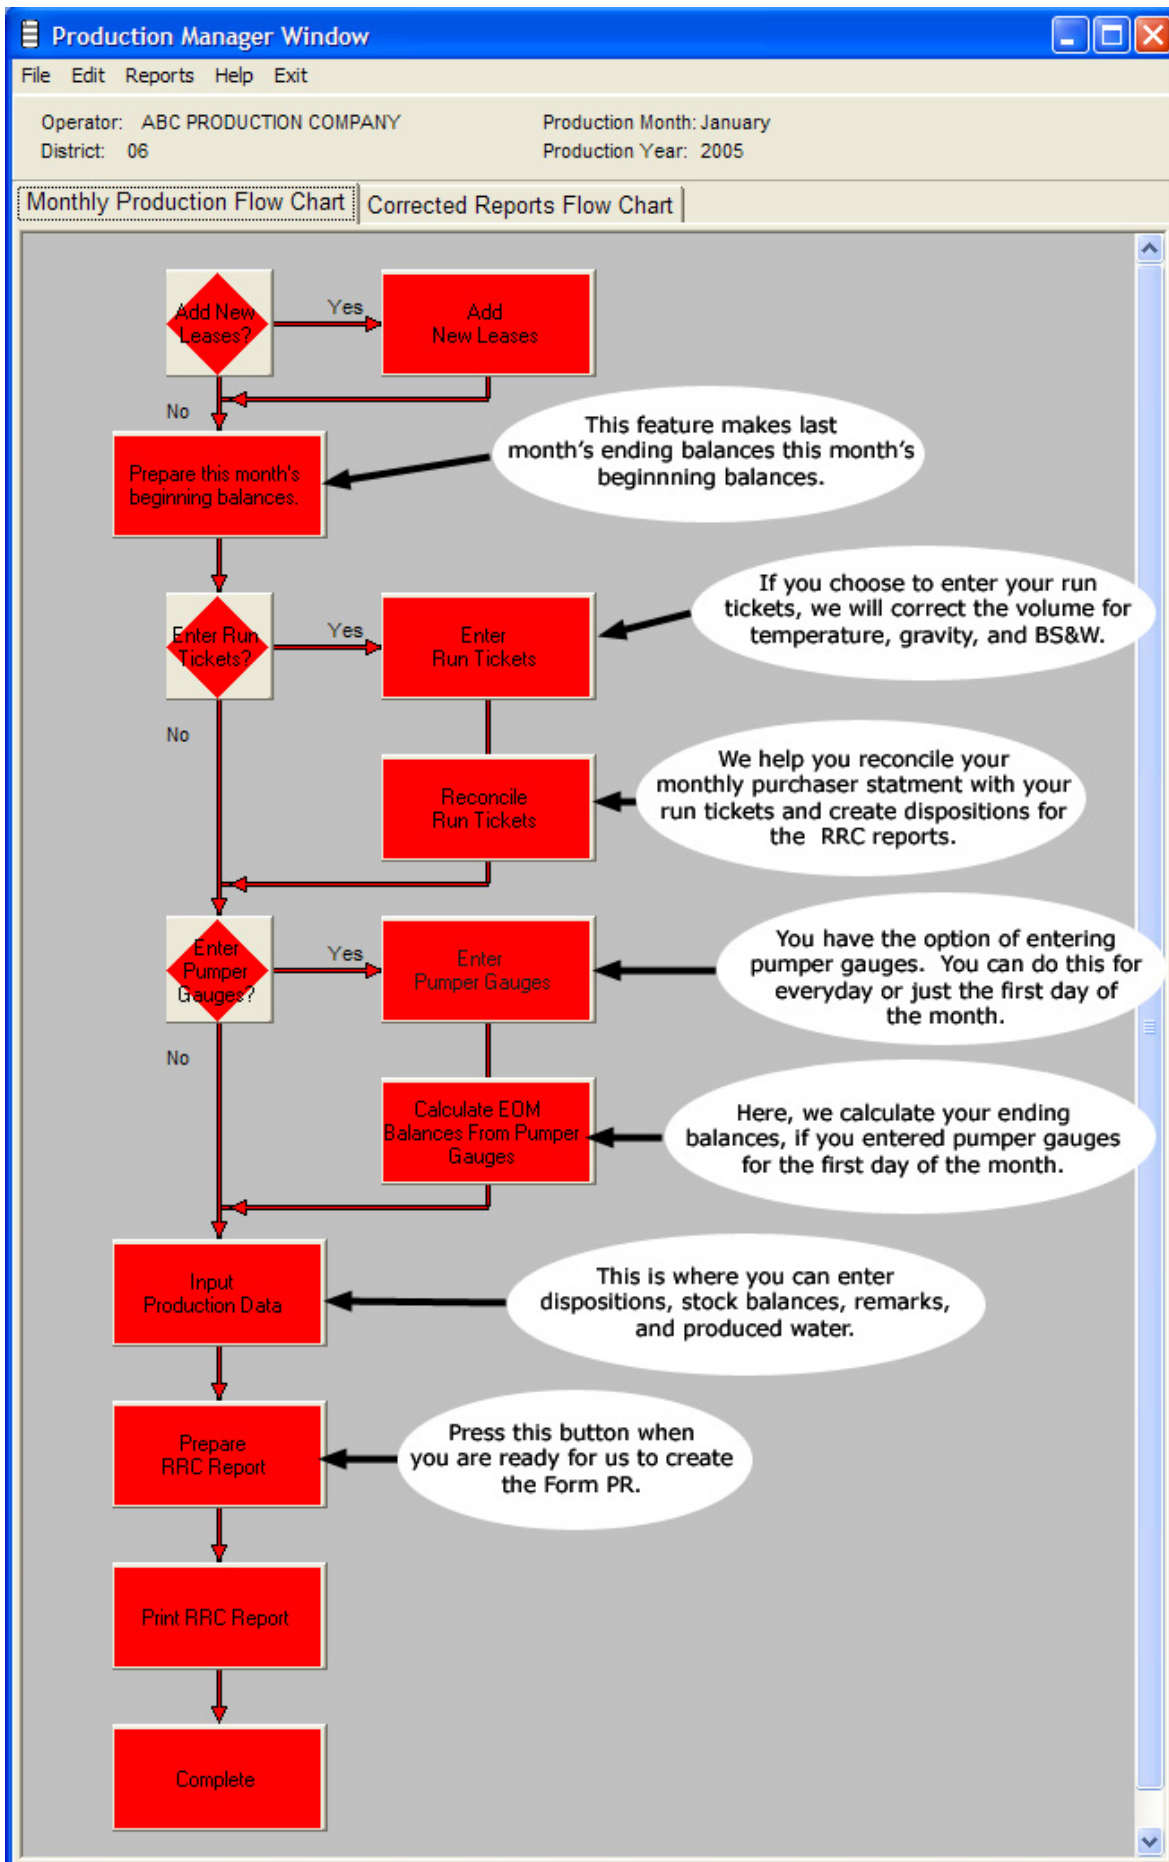 Production Manager Window
File Edit Reports Help Exit
Operator: ABC PRODUCTION COMPANY Production Month: January
District: 06 Production Year: 2005
Monthly Production Flow Chart Corrected Reports Flow Chart
Add New
Leases?
Yes
Add
New Leases
No
This feature makes last
month's ending balances this month's
beginnning balances.
Prepare this month's
beginning balances.
If you choose to enter your run
tickets, we will correct the volume for
temperature, gravity, and BS&W.
Enter Run
Tickets?
Yes
Enter
Run Tickets
No
We help you reconcile your
monthly purchaser statment with your
run tickets and create dispositions for
the RRC reports.
Reconcile
Run Tickets
Enter
Pumper
Gauges?
Yes
Enter
Pumper Gauges
You have the option of entering
pumper gauges. You can do this for
everyday or just the first day of
the month.
No
Calculate EOM
Balances From Pumper
Gauges
Here, we calculate your ending
balances, if you entered pumper gauges
for the first day of the month.
Input
Production Data
This is where you can enter
dispositions, stock balances, remarks,
and produced water.
Prepare
RRC Report
Press this button when
you are ready for us to create
the Form PR.
Print RRC Report
Complete